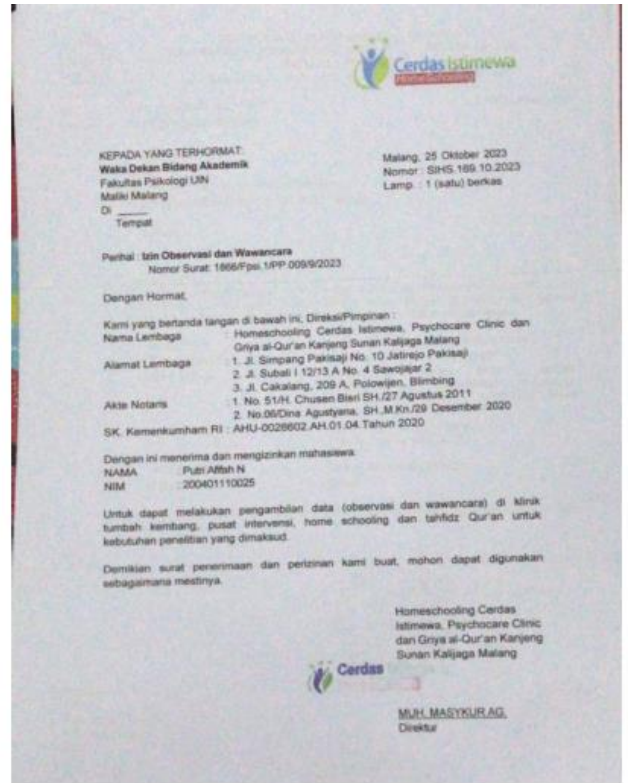 Cerdas Istimewa
HomeSchooling
KEPADA YANG TERHORMAT:
Waka Dekan Bidang Akademik
Fakultas Psikologi UIN
Maliki Malang
Di
Tempat
Malang, 25 Oktober 2023
Nomor : SIHS.169.10.2023
Lamp. : 1 (satu) berkas
Perihal : Izin Observasi dan Wawancara
Nomor Surat: 1866/Fpsi.1/PP.009/9/2023
Dengan Hormat,
Kami yang bertanda tangan di bawah ini, Direksi/Pimpinan :
Nama Lembaga : Homeschooling Cerdas Istimewa, Psychocare Clinic dan
Griya al-Qur'an Kanjeng Sunan Kalijaga Malang
Alamat Lembaga : 1. Jl. Simpang Pakisaji No. 10 Jatirejo Pakisaji
2. Jl. Subali I 12/13 A No. 4 Sawojajar 2
3. Jl. Cakalang, 209 A, Polowijen, Blimbing
Akte Notaris : 1. No. 51/H. Chusen Bisri SH./27 Agustus 2011
2. No.06/Dina Agustyana, SH.,M.Kn./29 Desember 2020
SK. Kemenkumham RI : AHU-0026602.AH.01.04.Tahun 2020
Dengan ini menerima dan mengizinkan mahasiswa
NAMA : Putri Afifah N
NIM : 200401110025
Untuk dapat melakukan pengambilan data (observasi dan wawancara) di klinik
tumbah kembang, pusat intervensi, home schooling dan tahfidz Qur'an untuk
kebutuhan penelitian yang dimaksud.
Demikian surat penerimaan dan perizinan kami buat, mohon dapat digunakan
sebagaimana mestinya.
Homeschooling Cerdas
Istimewa, Psychocare Clinic
dan Griya al-Qur'an Kanjeng
Sunan Kalijaga Malang
Cerdas
MUH. MASYKUR AG.
Direktur